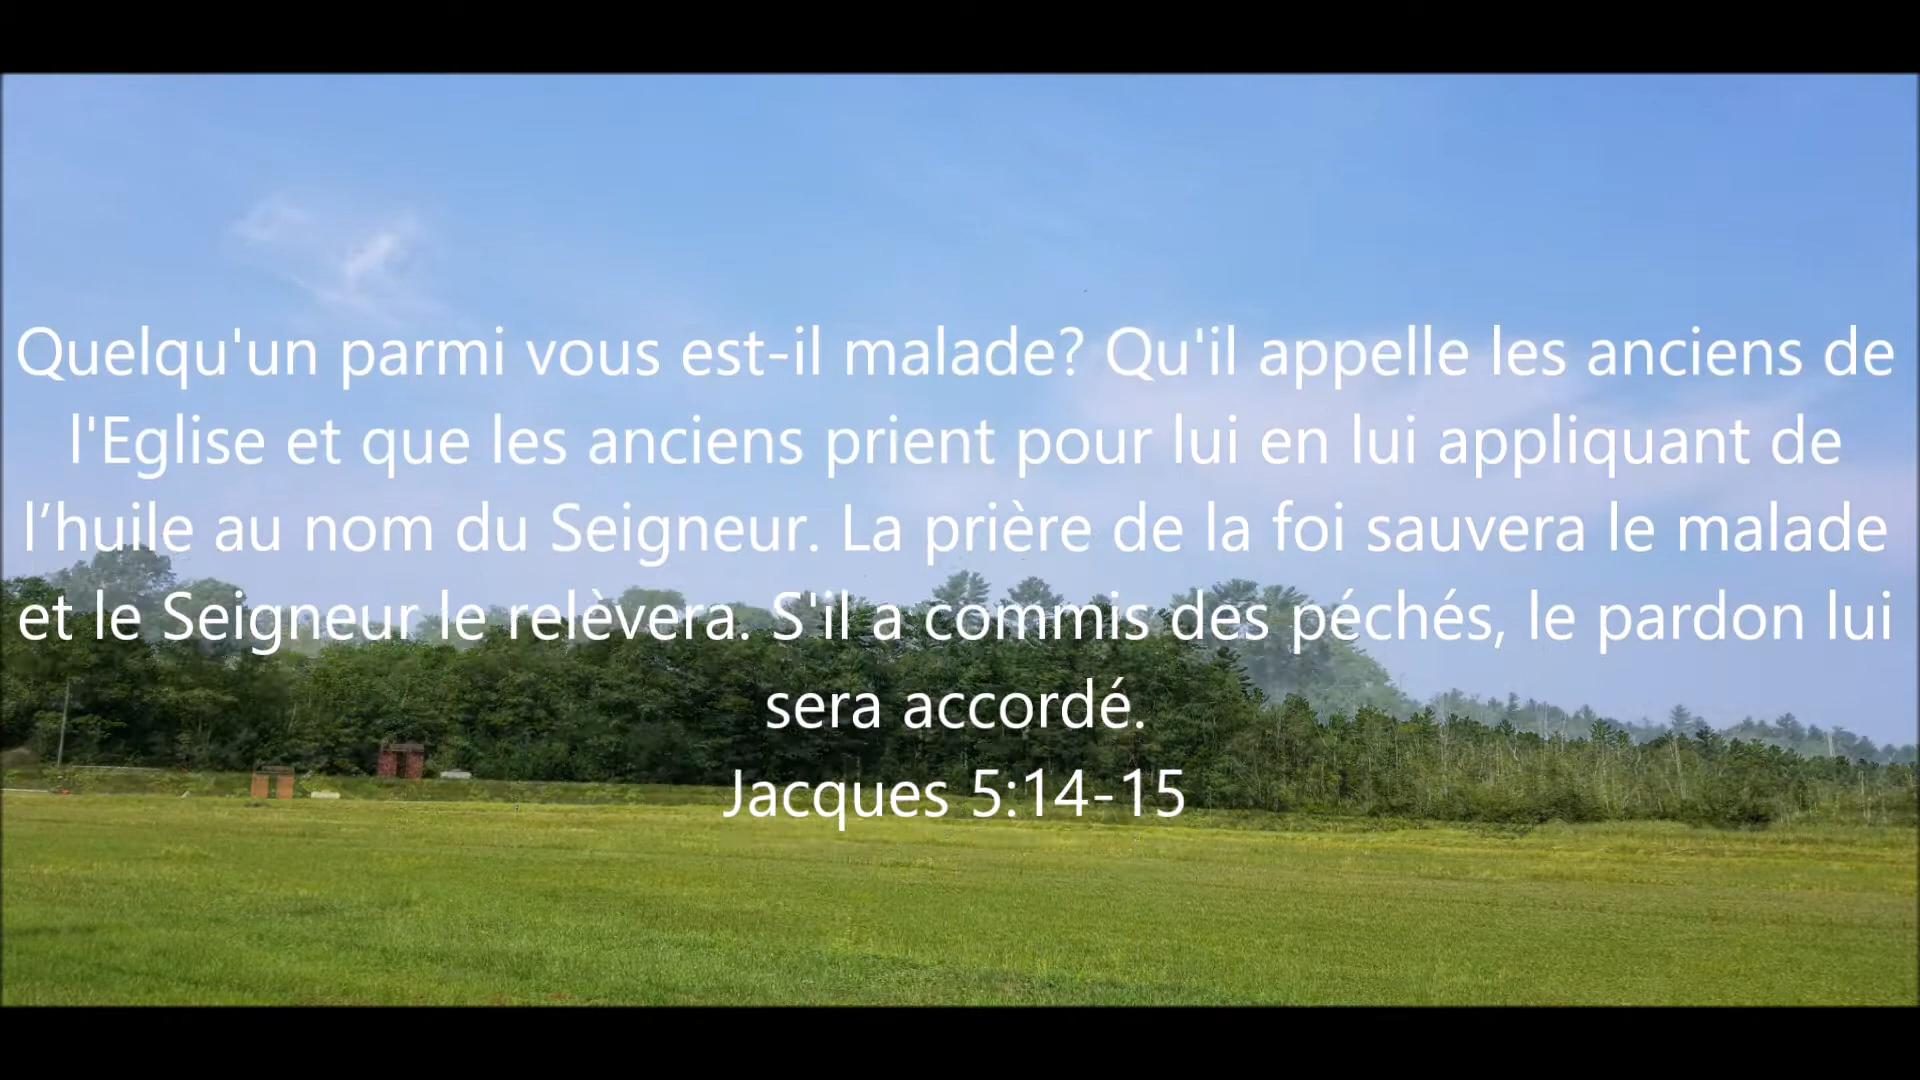 Quelqu'un parmi vous est-il malade? Qu'il appelle les anciens de
l'Eglise et que les anciens prient pour lui en lui appliquant de
l’huile au nom du Seigneur. La prière de la foi sauvera le malade
et le Seigneur le relèvera. S'il a commis des péchés, le pardon lui
sera accordé.
Jacques 5:14-15